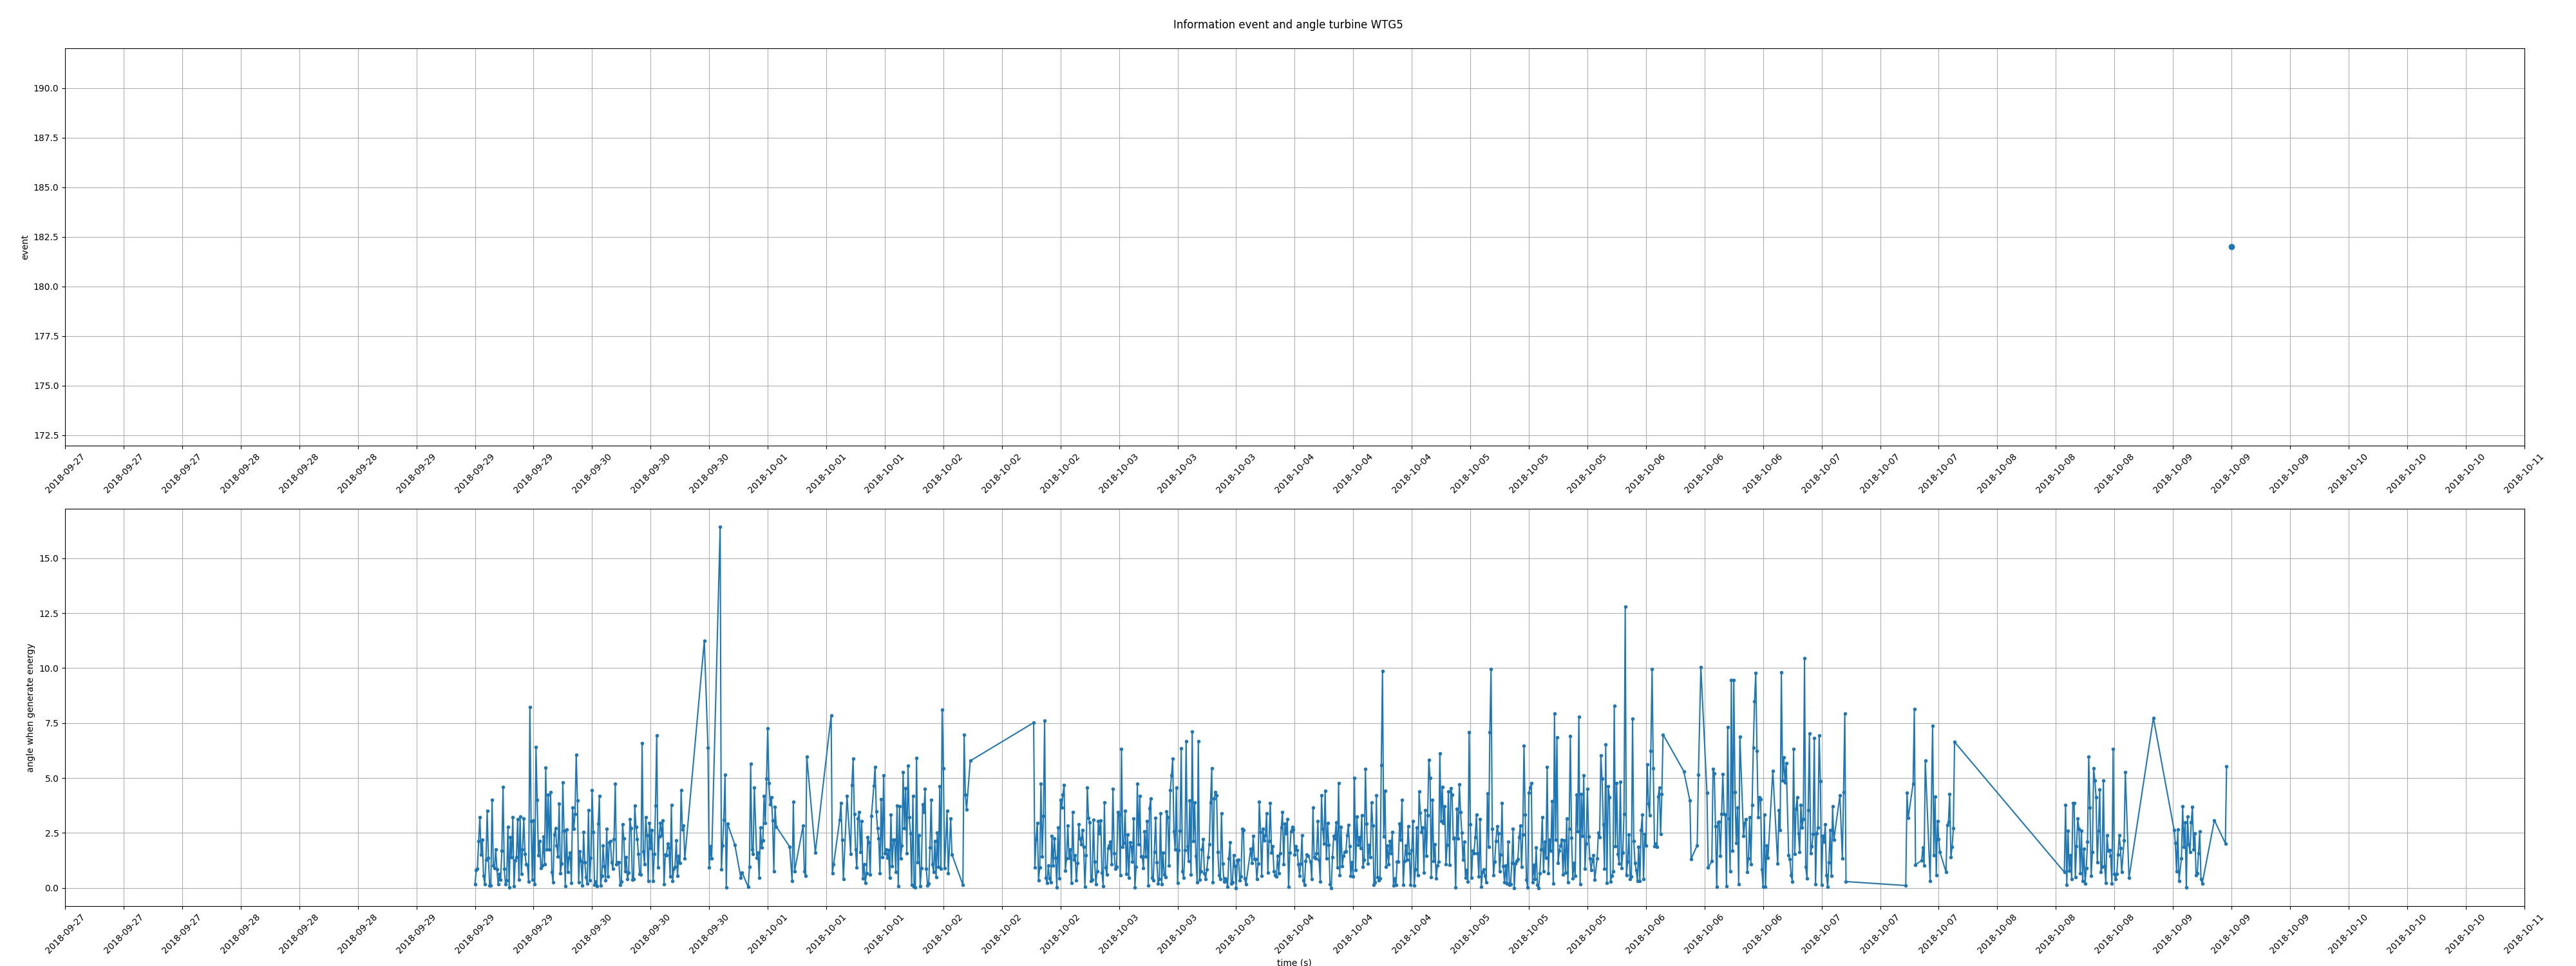 Information event and angle turbine WTG5
event
190.0
187.5
185.0
182.5
180.0
177.5
175.0
172.5
2018-09-27 2018-09-27 2018-09-27 2018-09-28 2018-09-28 2018-09-28 2018-09-29 2018-09-29 2018-09-29 2018-09-30 2018-09-30 2018-09-30 2018-10-01 2018-10-01 2018-10-01 2018-10-02 2018-10-02 2018-10-02 2018-10-03 2018-10-03 2018-10-03 2018-10-04 2018-10-04 2018-10-04 2018-10-05 2018-10-05 2018-10-05 2018-10-06 2018-10-06 2018-10-06 2018-10-07 2018-10-07 2018-10-07 2018-10-08 2018-10-08 2018-10-08 2018-10-09 2018-10-09 2018-10-09 2018-10-10 2018-10-10 2018-10-10 2018-10-11
angle when generate energy
15.0
12.5
10.0
7.5
5.0
2.5
0.0
2018-09-27 2018-09-27 2018-09-27 2018-09-28 2018-09-28 2018-09-28 2018-09-29 2018-09-29 2018-09-29 2018-09-30 2018-09-30 2018-09-30 2018-10-01 2018-10-01 2018-10-01 2018-10-02 2018-10-02 2018-10-02 2018-10-03 2018-10-03 2018-10-03 2018-10-04 2018-10-04 2018-10-04 2018-10-05 2018-10-05 2018-10-05 2018-10-06 2018-10-06 2018-10-06 2018-10-07 2018-10-07 2018-10-07 2018-10-08 2018-10-08 2018-10-08 2018-10-09 2018-10-09 2018-10-09 2018-10-10 2018-10-10 2018-10-10 2018-10-11
time (s)